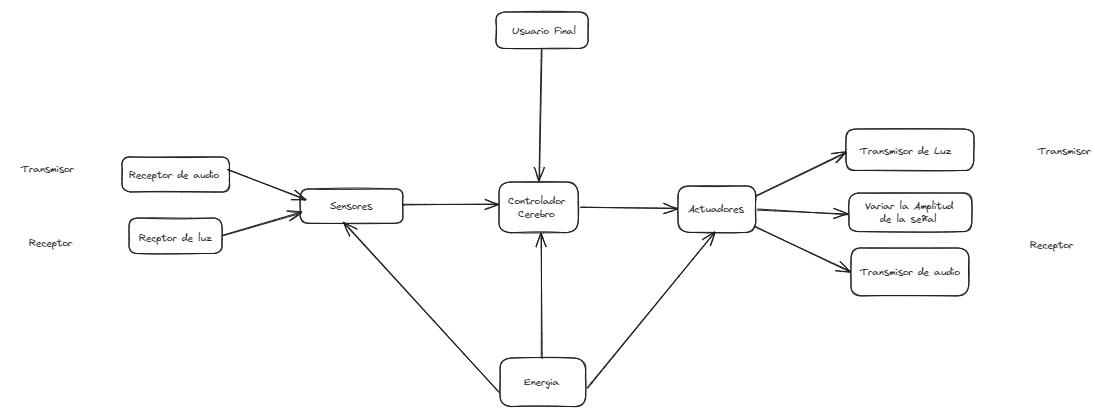 Usuario Final
Transmisor
Receptor de audio
Receptor
Recptor de luz
Sensores
Controlador
Cerebro
Actuadores
Transmisor de Luz
Variar la Amplitud
de la señal
Transmisor de audio
Transmisor
Receptor
Energia